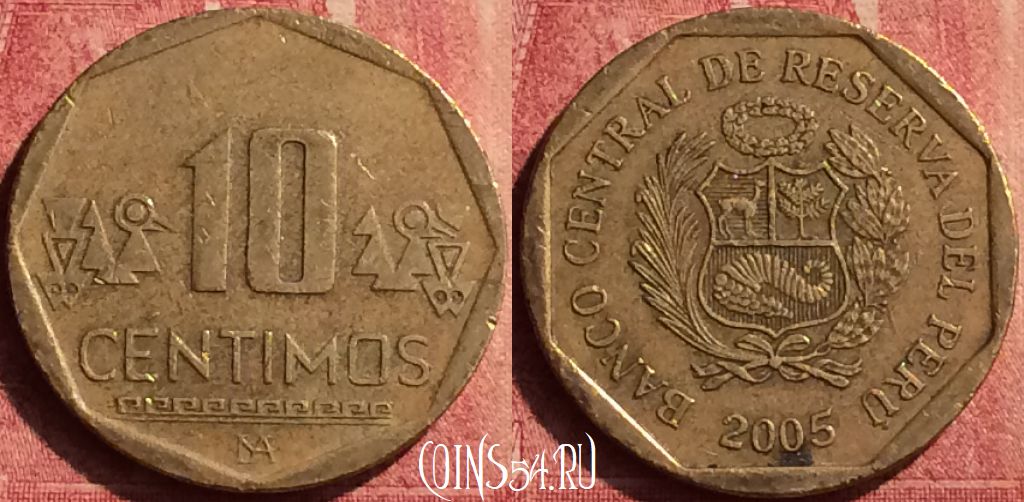 10
CENTIMOS
BANCO CENTRAL DE RESERVA DEL PERÚ
2005
COINS54.RU